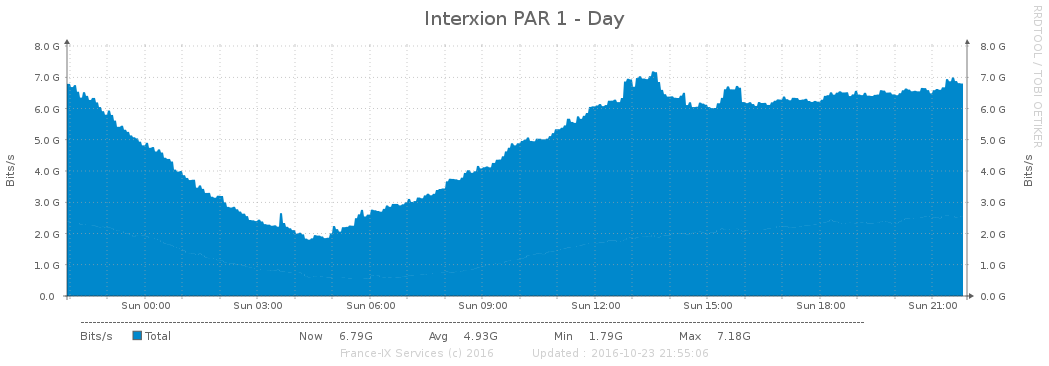 Interxion PAR 1 - Day
RRDTOOL / TOBI OETIKER
8.0 G 8.0 G
7.0 G 7.0 G
6.0 G 6.0 G
5.0 G 5.0 G
4.0 G 4.0 G
3.0 G 3.0 G
2.0 G 2.0 G
1.0 G 1.0 G
0.0 0.0 G
Bits/s Bits/s
Sun 00:00 Sun 03:00 Sun 06:00 Sun 09:00 Sun 12:00 Sun 15:00 Sun 18:00 Sun 21:00
Bits/s Total Now 6.79G Avg 4.93G Min 1.79G Max 7.18G
France-IX Services (c) 2016 Updated : 2016-10-23 21:55:06